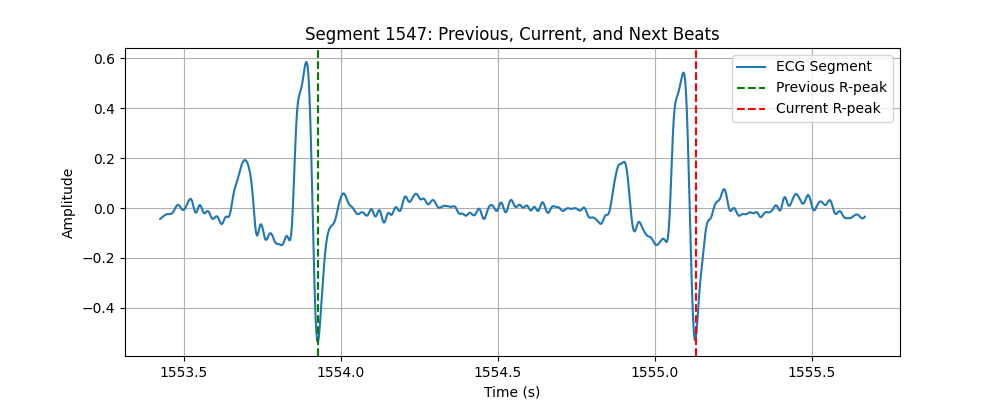 Segment 1547: Previous, Current, and Next Beats
ECG Segment
Previous R-peak
Current R-peak
Amplitude
0.6
0.4
0.2
0.0
−0.2
−0.4
1553.5
1554.0
1554.5
1555.0
1555.5
Time (s)